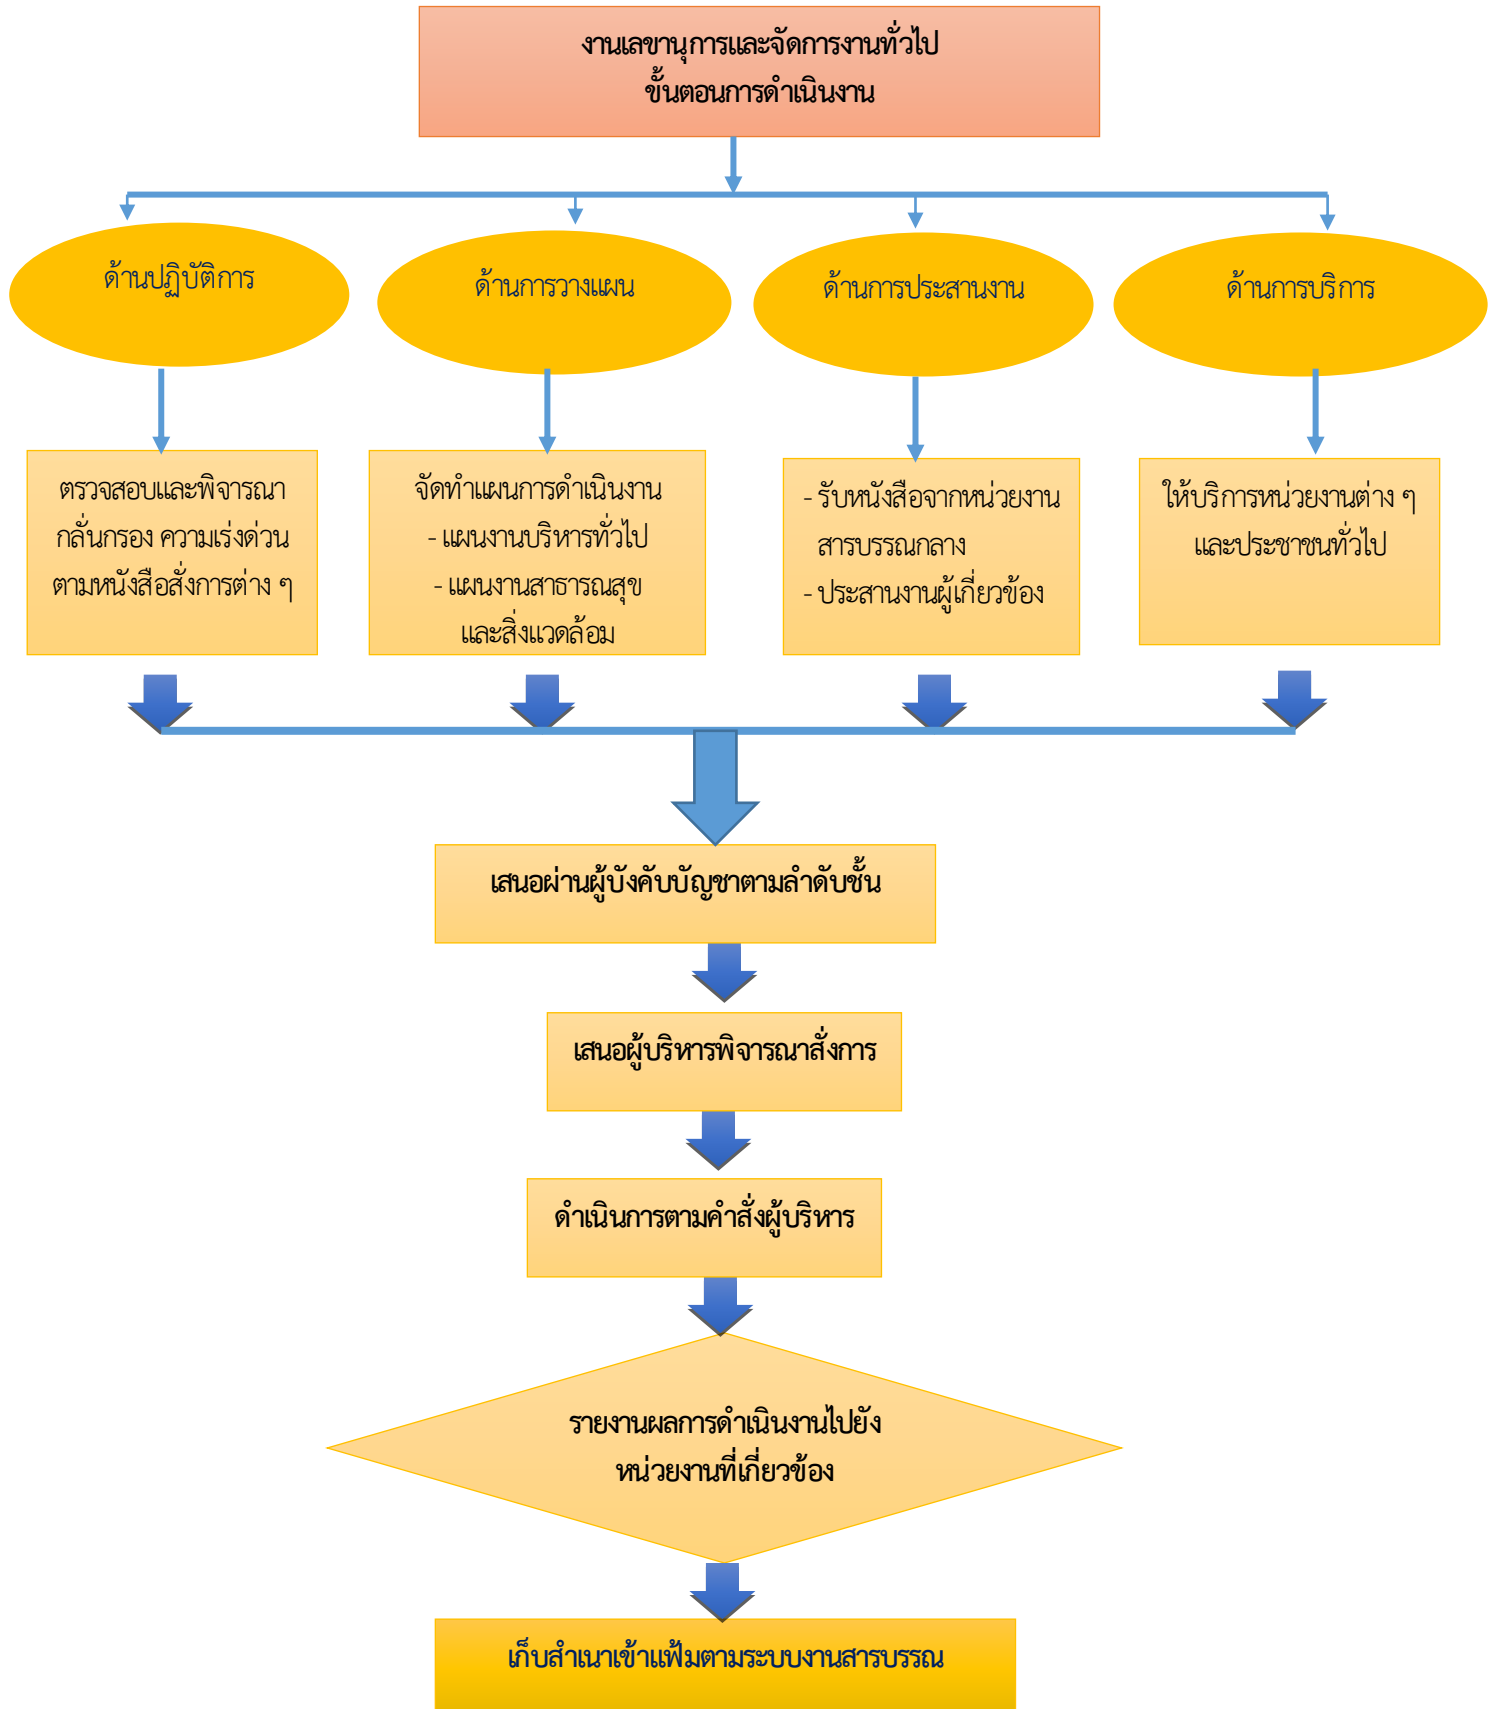 งานเลขานุการและจัดการงานทั่วไป
ขั้นตอนการดำเนินงาน
ด้านปฏิบัติการ
ด้านการวางแผน
ด้านการประสานงาน
ด้านการบริการ
ตรวจสอบและพิจารณา
กลั่นกรอง ความเร่งด่วน
ตามหนังสือสั่งการต่าง ๆ
จัดทำแผนการดำเนินงาน
- แผนงานบริหารทั่วไป
- แผนงานสาธารณสุข
และสิ่งแวดล้อม
- รับหนังสือจากหน่วยงาน
สารบรรณกลาง
- ประสานงานผู้เกี่ยวข้อง
ให้บริการหน่วยงานต่าง ๆ
และประชาชนทั่วไป
เสนอผ่านผู้บังคับบัญชาตามลำดับชั้น
เสนอผู้บริหารพิจารณาสั่งการ
ดำเนินการตามคำสั่งผู้บริหาร
รายงานผลการดำเนินงานไปยัง
หน่วยงานที่เกี่ยวข้อง
เก็บสำเนาเข้าแฟ้มตามระบบงานสารบรรณ